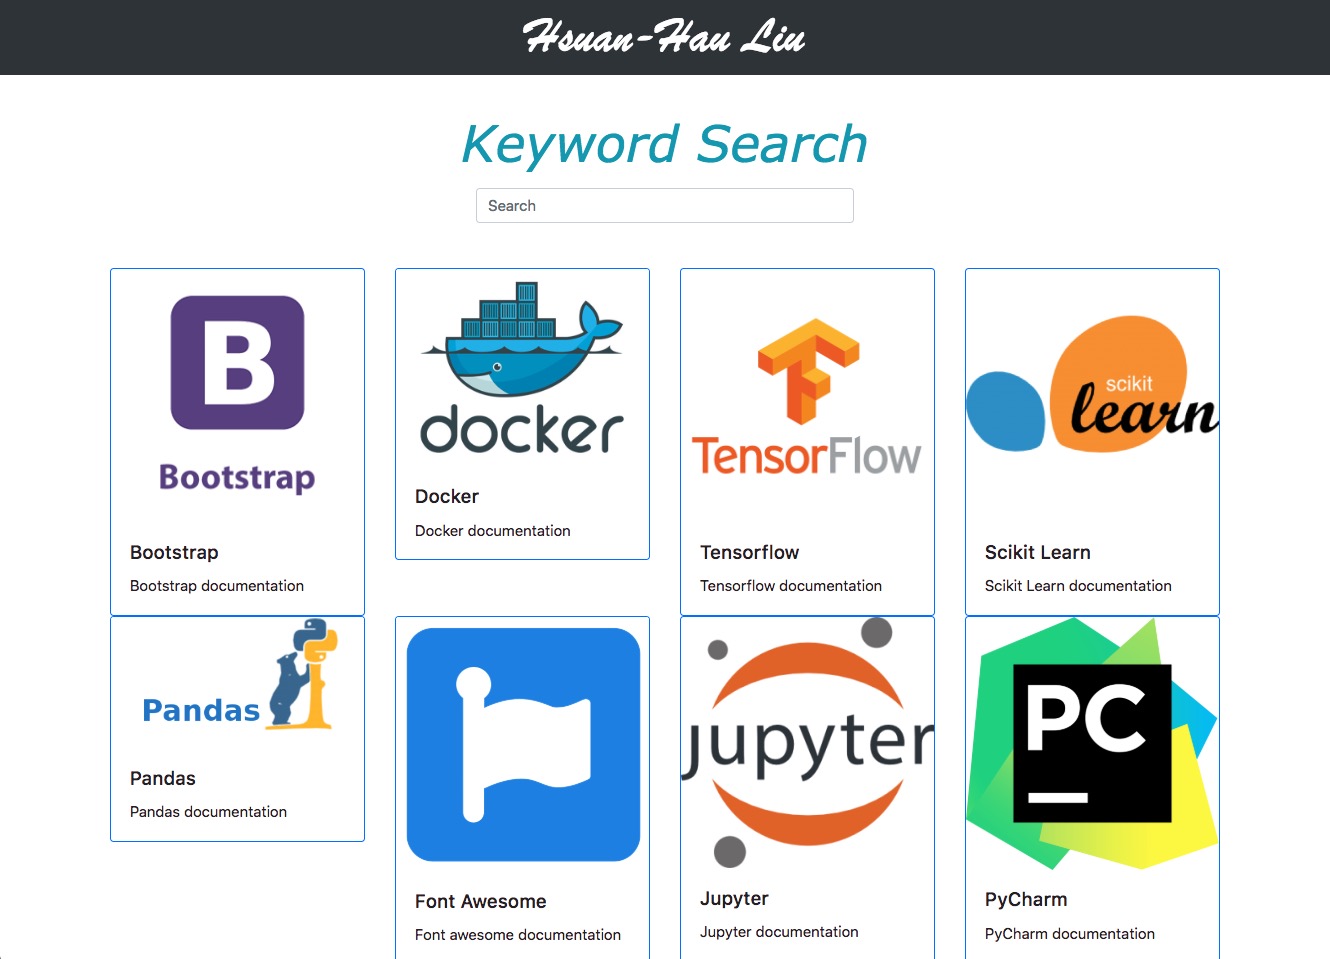 Hsuan-Hau Liu
Keyword Search
Search
B
Bootstrap
Bootstrap
Bootstrap documentation
docker
Docker
Docker documentation
TensorFlow
Tensorflow
Tensorflow documentation
scikit
learn
Scikit Learn
Scikit Learn documentation
Pandas
Pandas
Pandas documentation
Font Awesome
Font awesome documentation
jupyter
Jupyter
Jupyter documentation
PC
PyCharm
PyCharm documentation